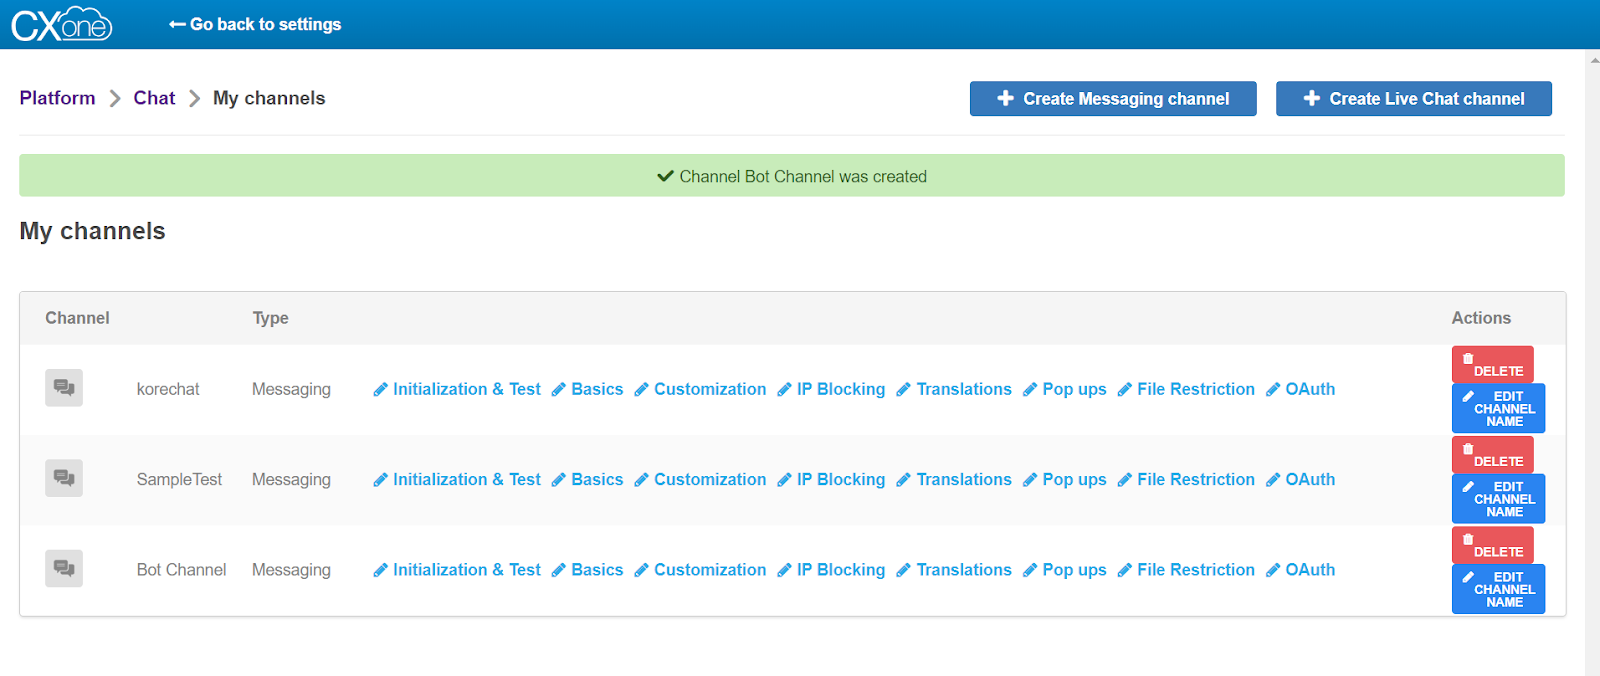 CXone
Go back to settings
Platform Chat My channels
Create Messaging channel
Create Live Chat channel
Channel Bot Channel was created
My channels
Channel Type Actions
korechat Messaging Initialization & Test Basics Customization IP Blocking Translations Pop ups File Restriction OAuth
DELETE
EDIT
CHANNEL
NAME
SampleTest Messaging Initialization & Test Basics Customization IP Blocking Translations Pop ups File Restriction OAuth
DELETE
EDIT
CHANNEL
NAME
Bot Channel Messaging Initialization & Test Basics Customization IP Blocking Translations Pop ups File Restriction OAuth
DELETE
EDIT
CHANNEL
NAME